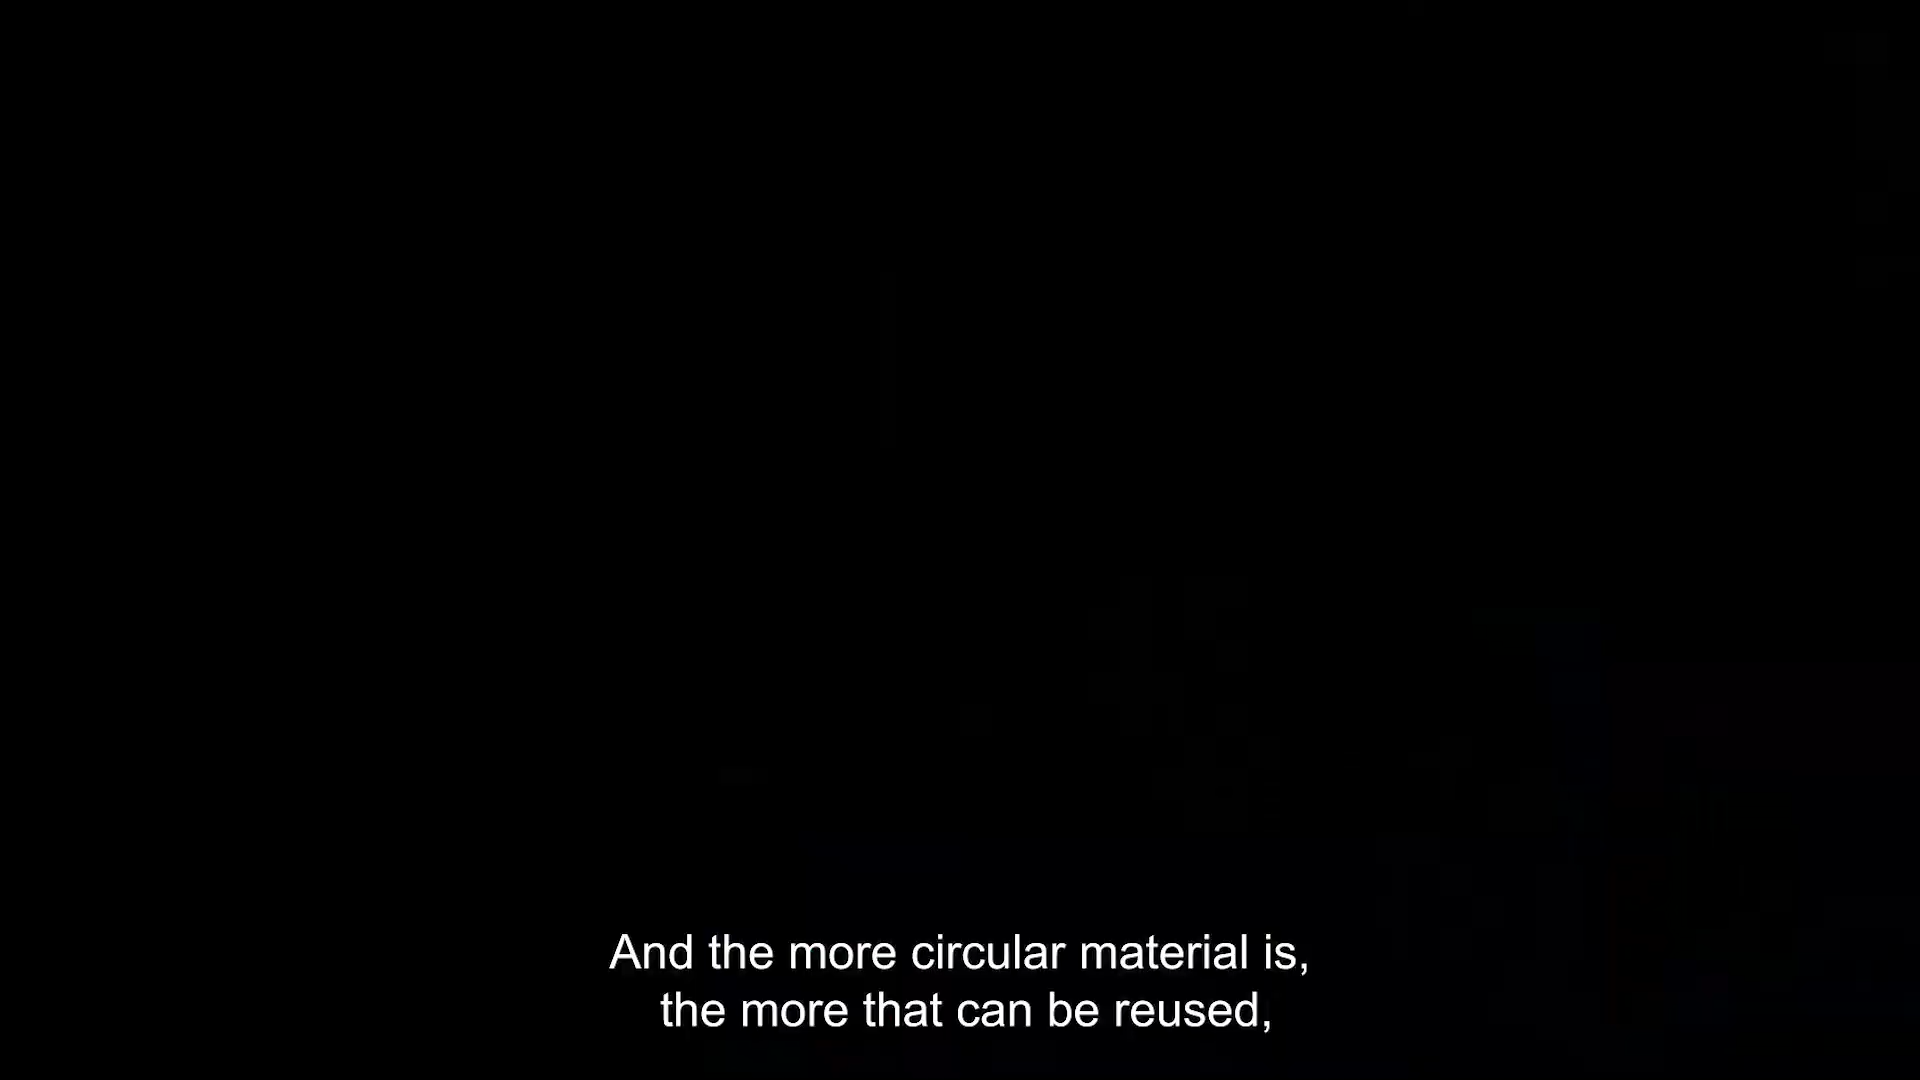 And the more circular material is,
the more that can be reused,